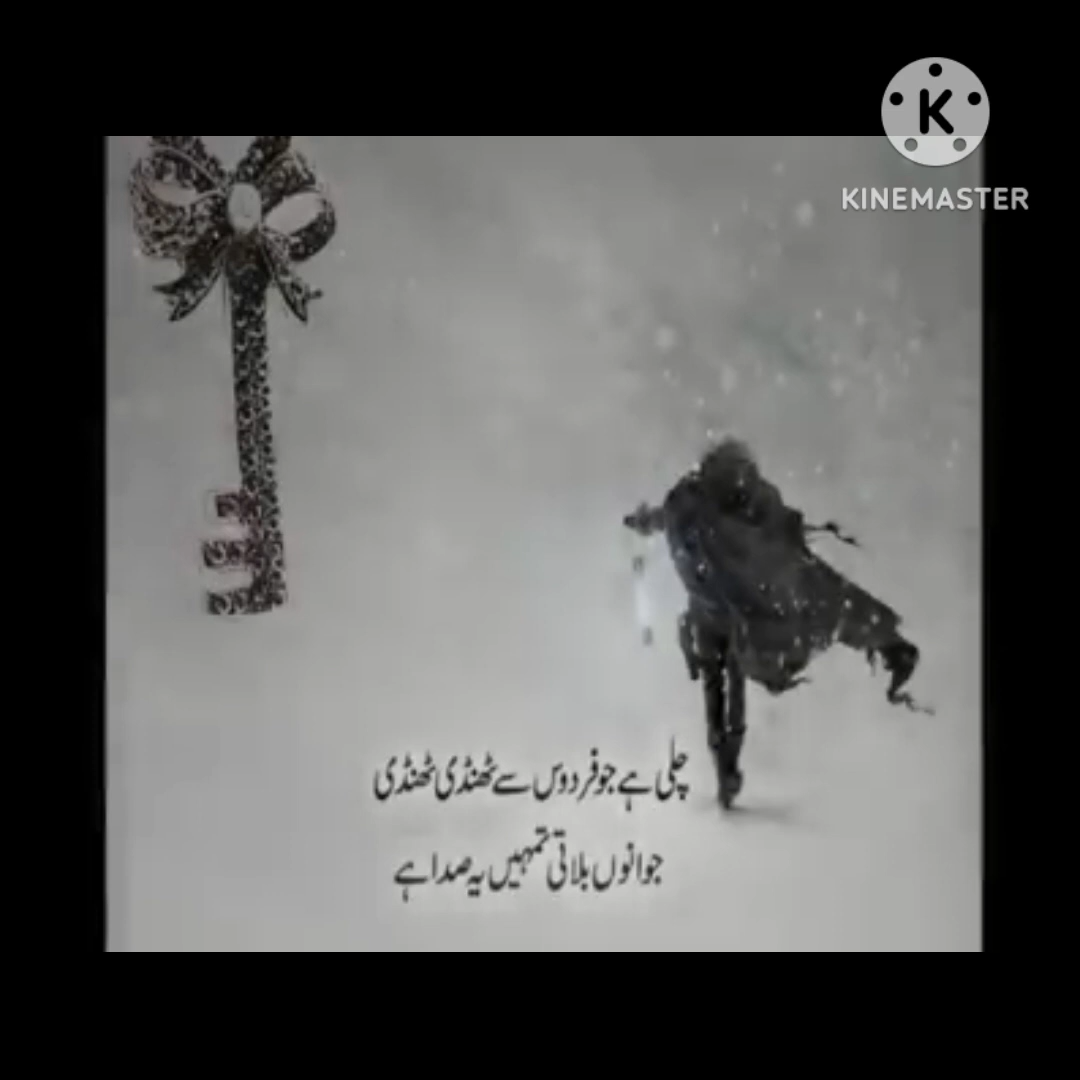 KINEMASTER
چلی ہے جو فردوس سے ٹھنڈی ٹھنڈی
جوانوں بلاتی تمہیں یہ صدا ہے